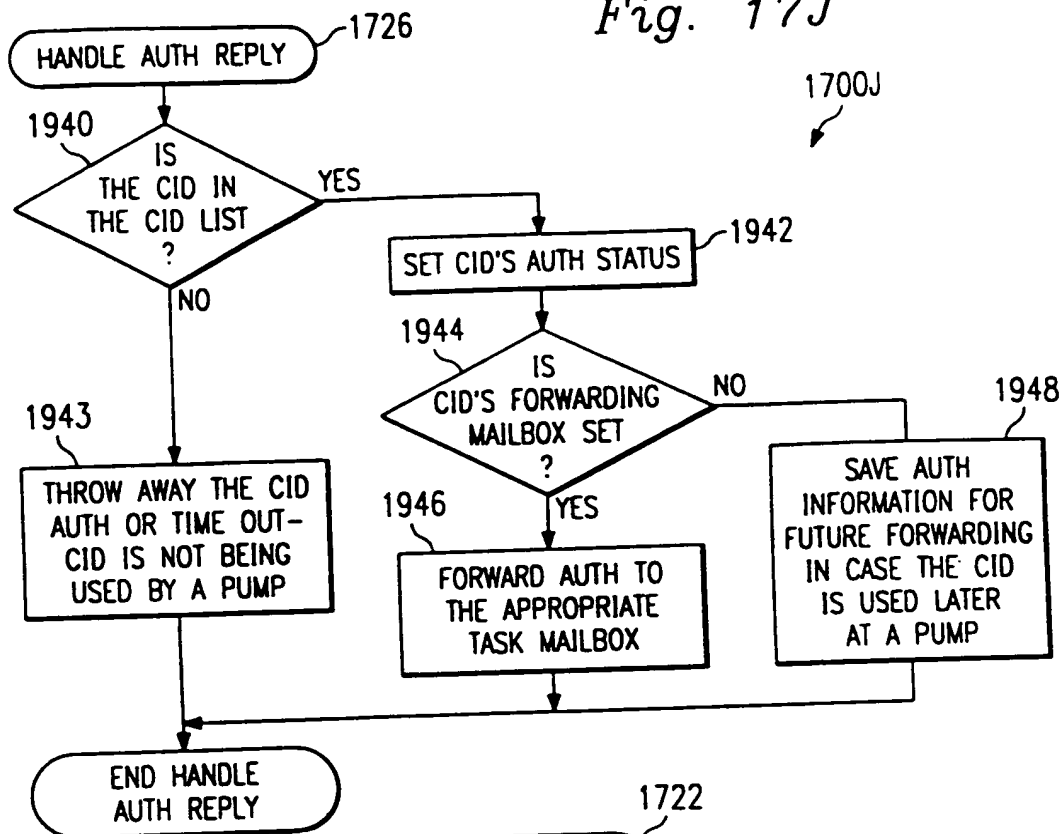 Fig. 17J
HANDLE AUTH REPLY
1726
1700J
1940
IS
THE CID IN
THE CID LIST
?
YES
NO
SET CID'S AUTH STATUS
1942
1944
IS
CID'S FORWARDING
MAILBOX SET
?
NO
YES
1943
THROW AWAY THE CID
AUTH OR TIME OUT-
CID IS NOT BEING
USED BY A PUMP
1946
FORWARD AUTH TO
THE APPROPRIATE
TASK MAILBOX
1948
SAVE AUTH
INFORMATION FOR
FUTURE FORWARDING
IN CASE THE CID
IS USED LATER
AT A PUMP
END HANDLE
AUTH REPLY
1722